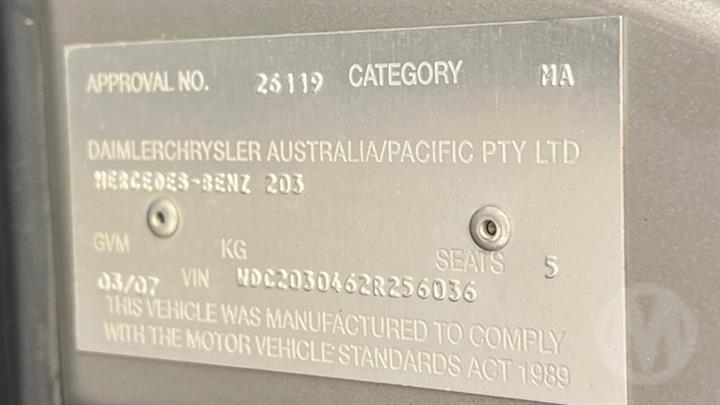 APPROVAL NO. 26119 CATEGORY MA
DAIMLERCHRYSLER AUSTRALIA/PACIFIC PTY LTD
MERCEDES-BENZ 203
GVM KG SEATS 5
03/07 VIN WDC2030462R256036
THIS VEHICLE WAS MANUFACTURED TO COMPLY
WITH THE MOTOR VEHICLE STANDARDS ACT 1989
M